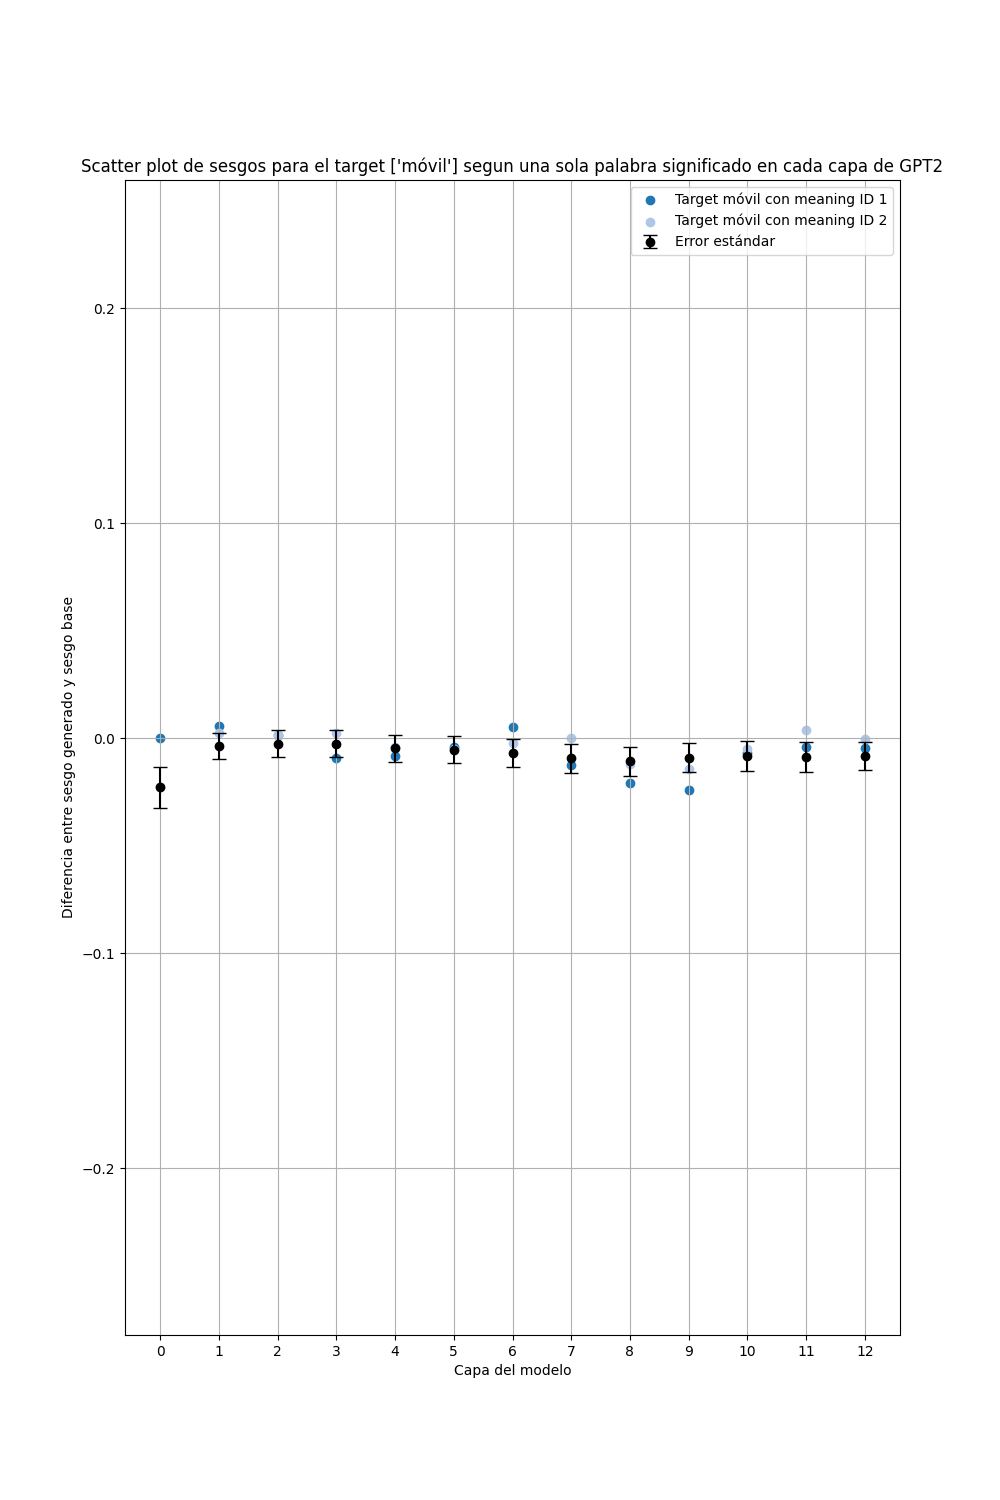 Scatter plot de sesgos para el target ['móvil'] segun una sola palabra significado en cada capa de GPT2
Target móvil con meaning ID 1
Target móvil con meaning ID 2
Error estándar
Diferencia entre sesgo generado y sesgo base
0.2
0.1
0.0
−0.1
−0.2
0 1 2 3 4 5 6 7 8 9 10 11 12
Capa del modelo